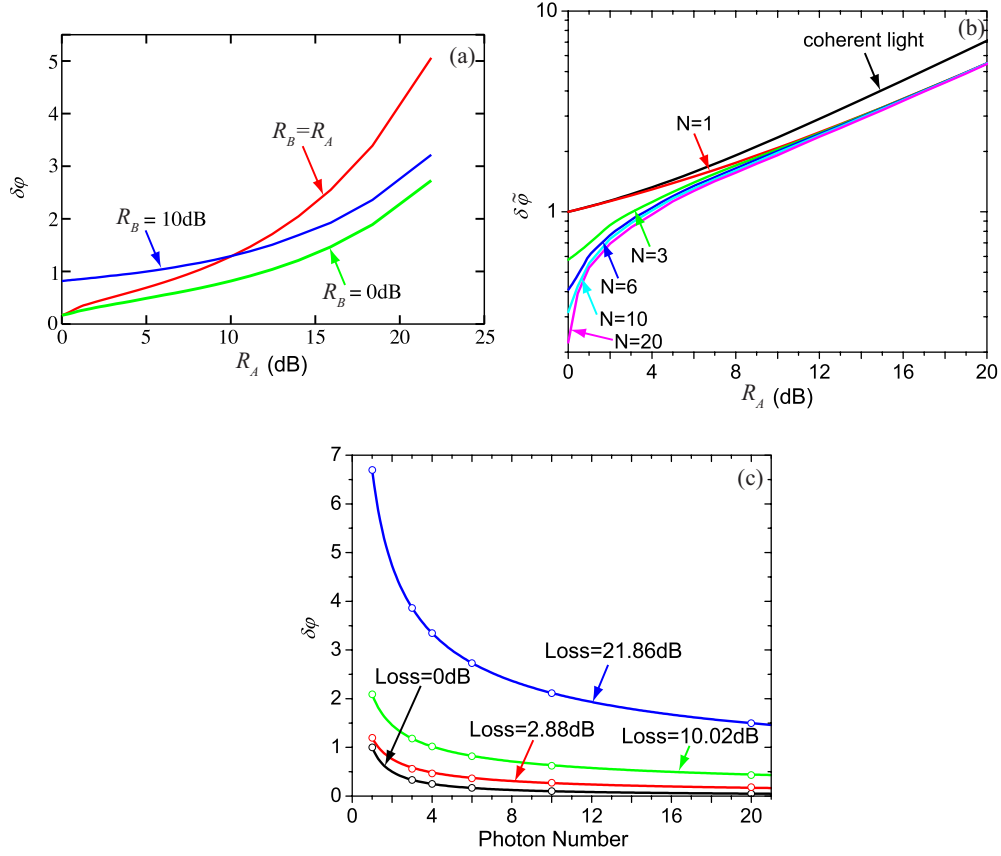 (a)
5
4
3
2
1
0
δφ
R_B=R_A
R_B = 10dB
R_B = 0dB
0 5 10 15 20 25
R_A (dB)
(b)
10
1
δφ̃
coherent light
N=1
N=3
N=6
N=10
N=20
0 4 8 12 16 20
R_A (dB)
(c)
7
6
5
4
3
2
1
0
δφ
Loss=21.86dB
Loss=0dB
Loss=2.88dB
Loss=10.02dB
0 4 8 12 16 20
Photon Number